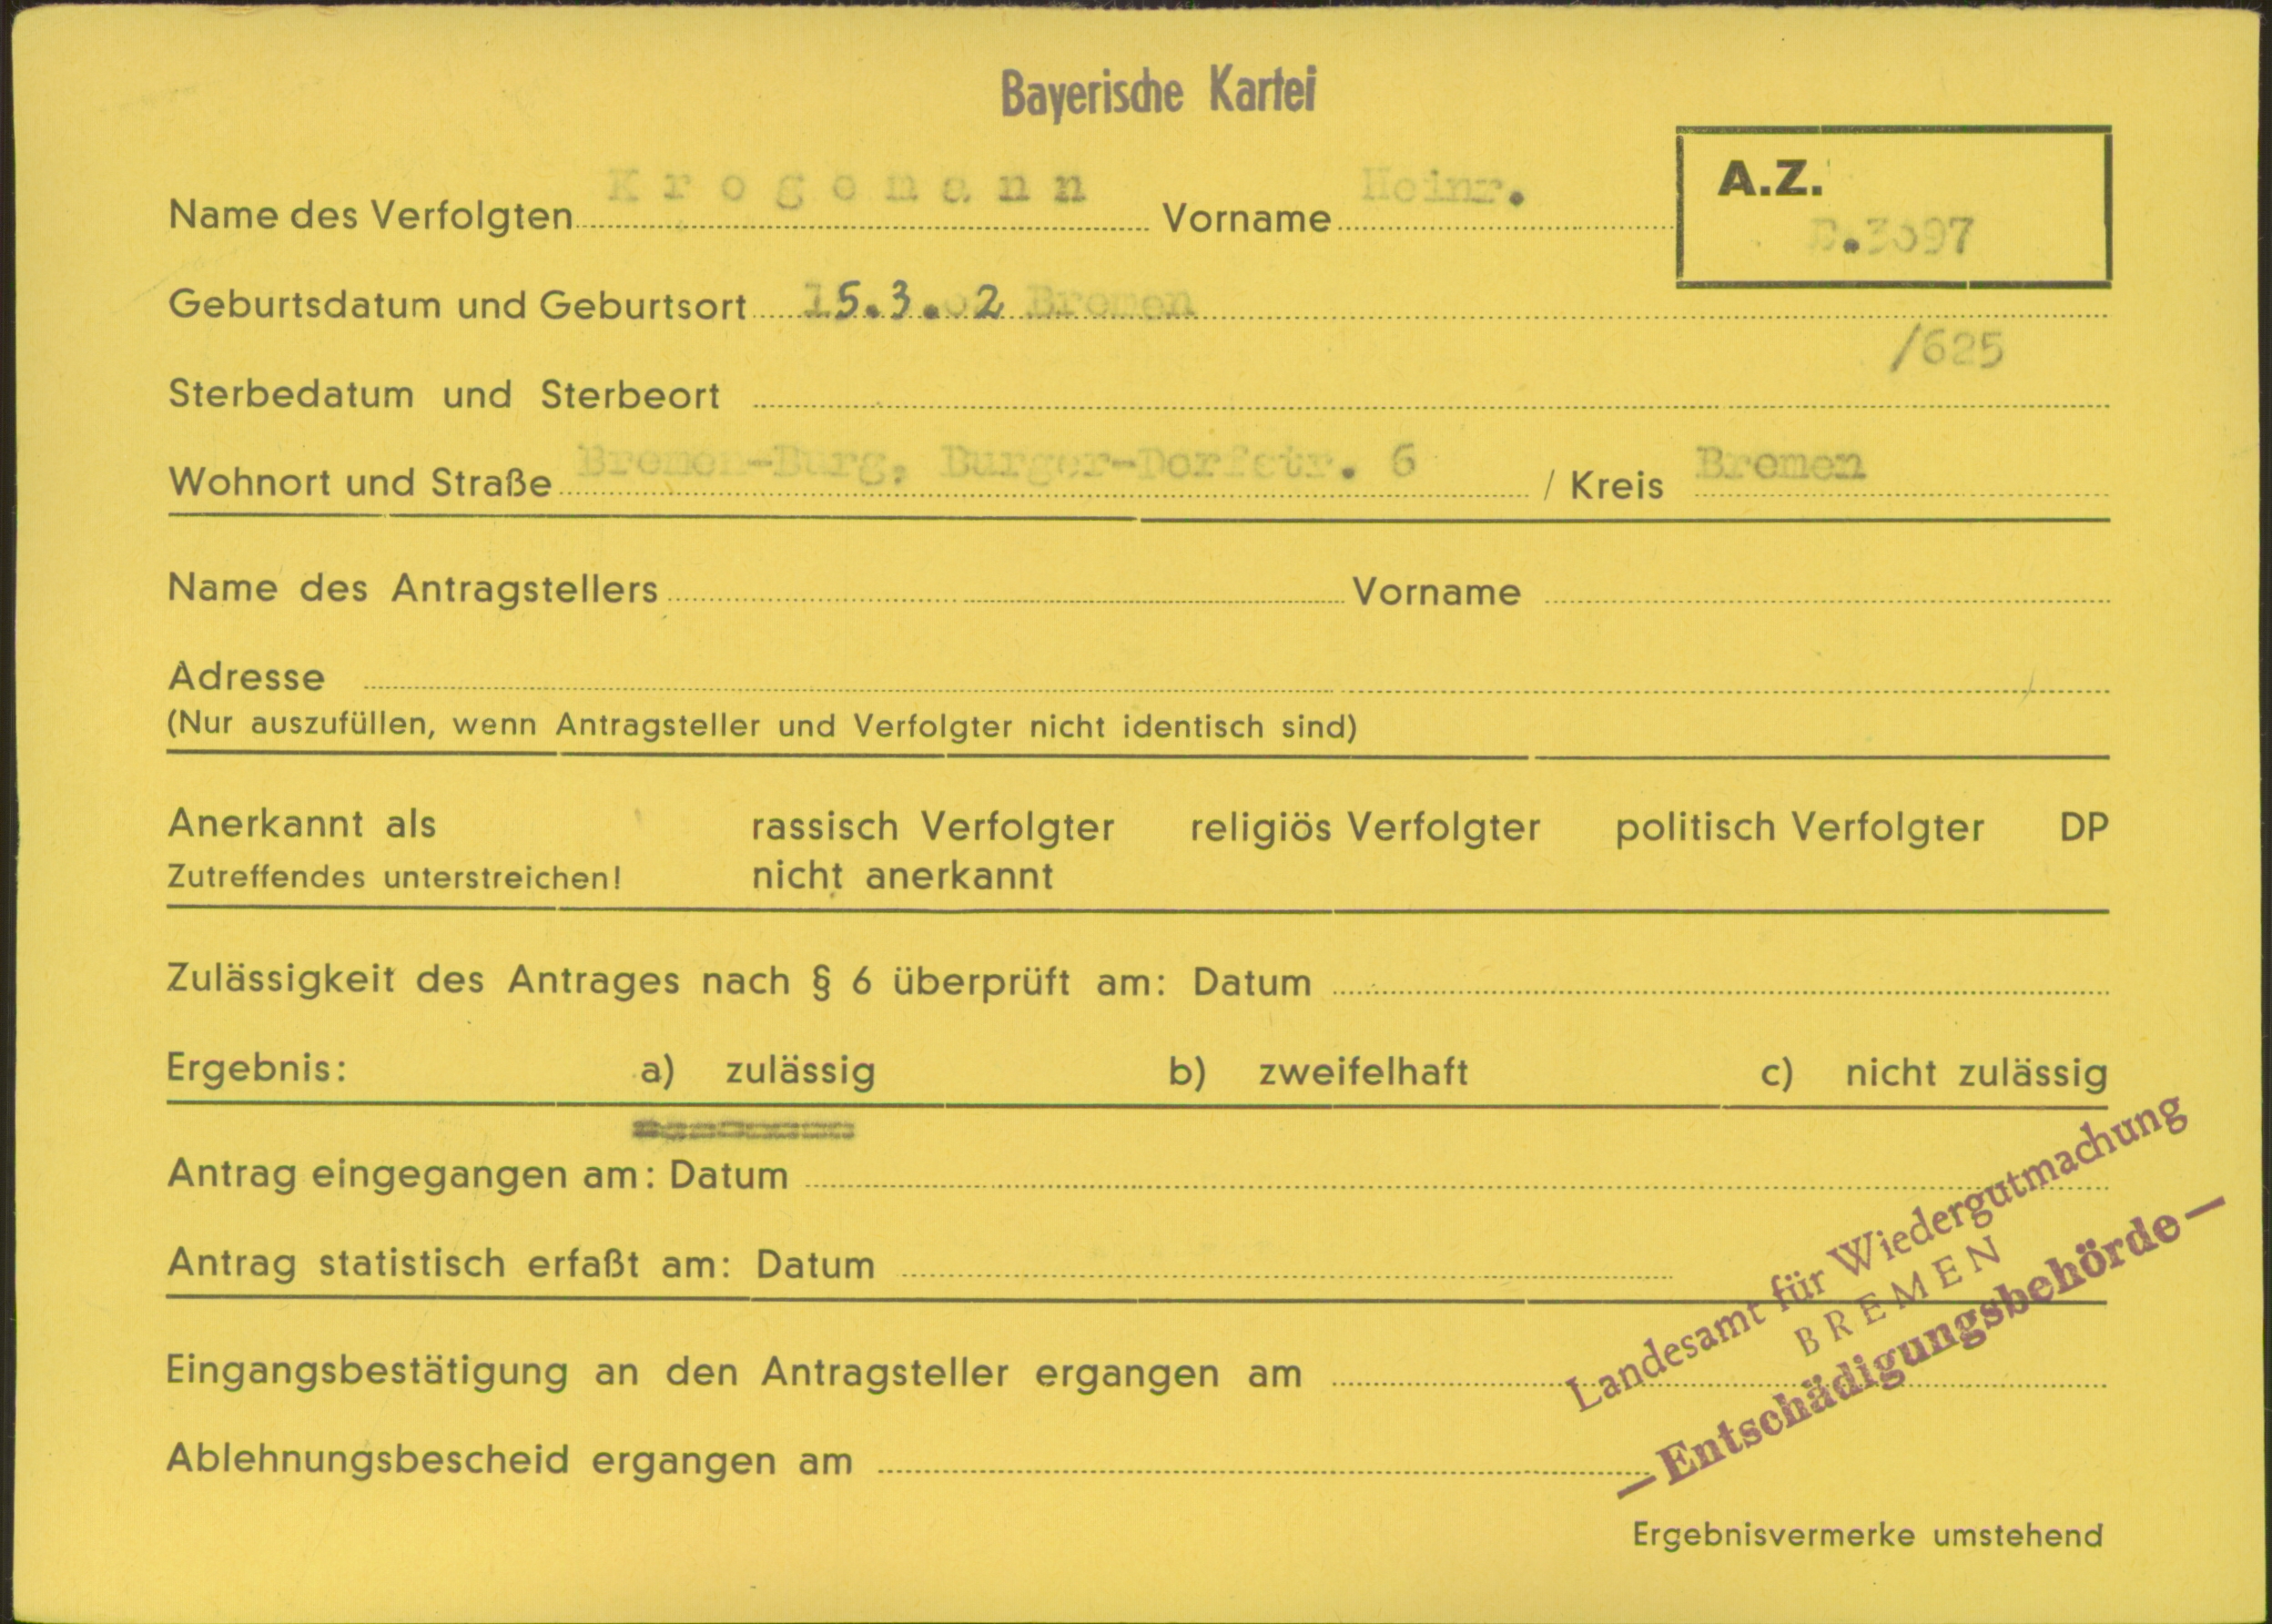 Bayerische Kartei
A.Z.
Name des Verfolgten K r o g e m a n n Vorname Heinr.
Geburtsdatum und Geburtsort 15.3.02 Bremen
/625
Sterbedatum und Sterbeort
Wohnort und Straße Bremen-Burg, Burger-Dorfstr. 6 / Kreis Bremen
Name des Antragstellers Vorname
Adresse
(Nur auszufüllen, wenn Antragsteller und Verfolgter nicht identisch sind)
Anerkannt als rassisch Verfolgter religiös Verfolgter politisch Verfolgter DP
Zutreffendes unterstreichen! nicht anerkannt
Zulässigkeit des Antrages nach § 6 überprüft am: Datum
Ergebnis: a) zulässig b) zweifelhaft c) nicht zulässig
Antrag eingegangen am: Datum
Antrag statistisch erfaßt am: Datum
Landesamt für Wiedergutmachung
BREMEN
— Entschädigungsbehörde —
Eingangsbestätigung an den Antragsteller ergangen am
Ablehnungsbescheid ergangen am
Ergebnisvermerke umstehend